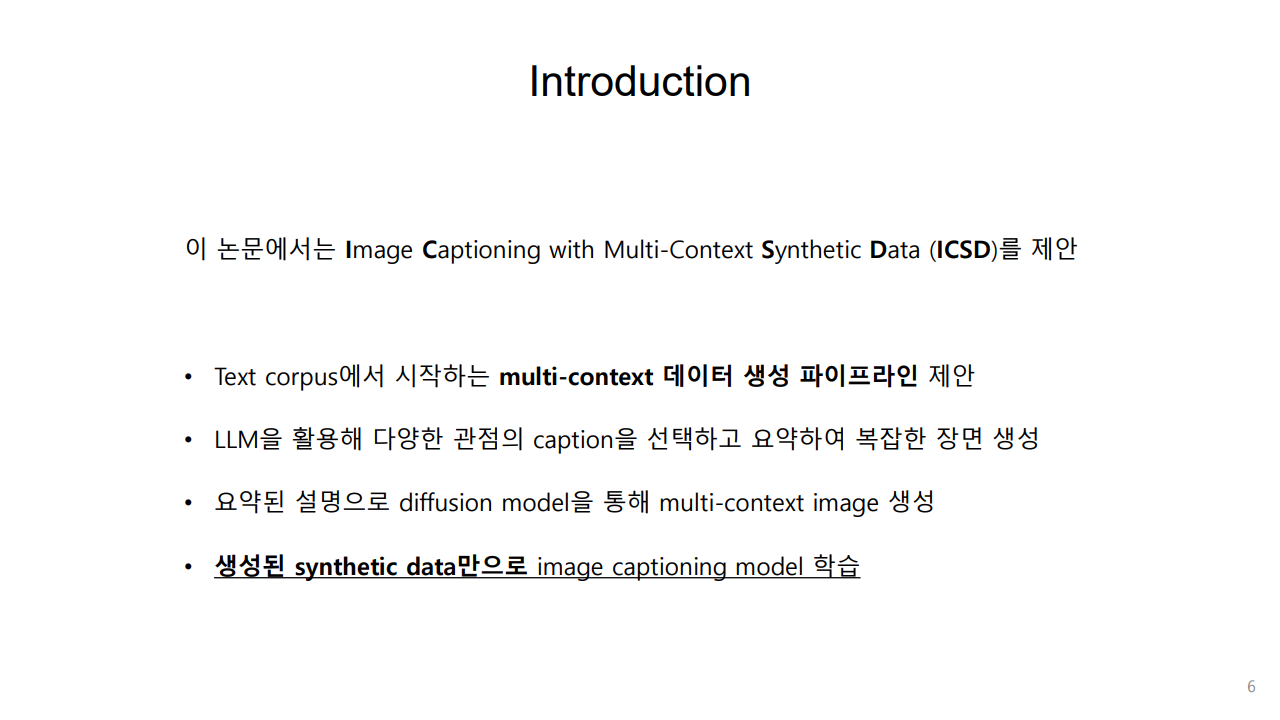 Introduction
이 논문에서는 Image Captioning with Multi-Context Synthetic Data (ICSD)를 제안
• Text corpus에서 시작하는 multi-context 데이터 생성 파이프라인 제안
• LLM을 활용해 다양한 관점의 caption을 선택하고 요약하여 복잡한 장면 생성
• 요약된 설명으로 diffusion model을 통해 multi-context image 생성
• 생성된 synthetic data만으로 image captioning model 학습
6